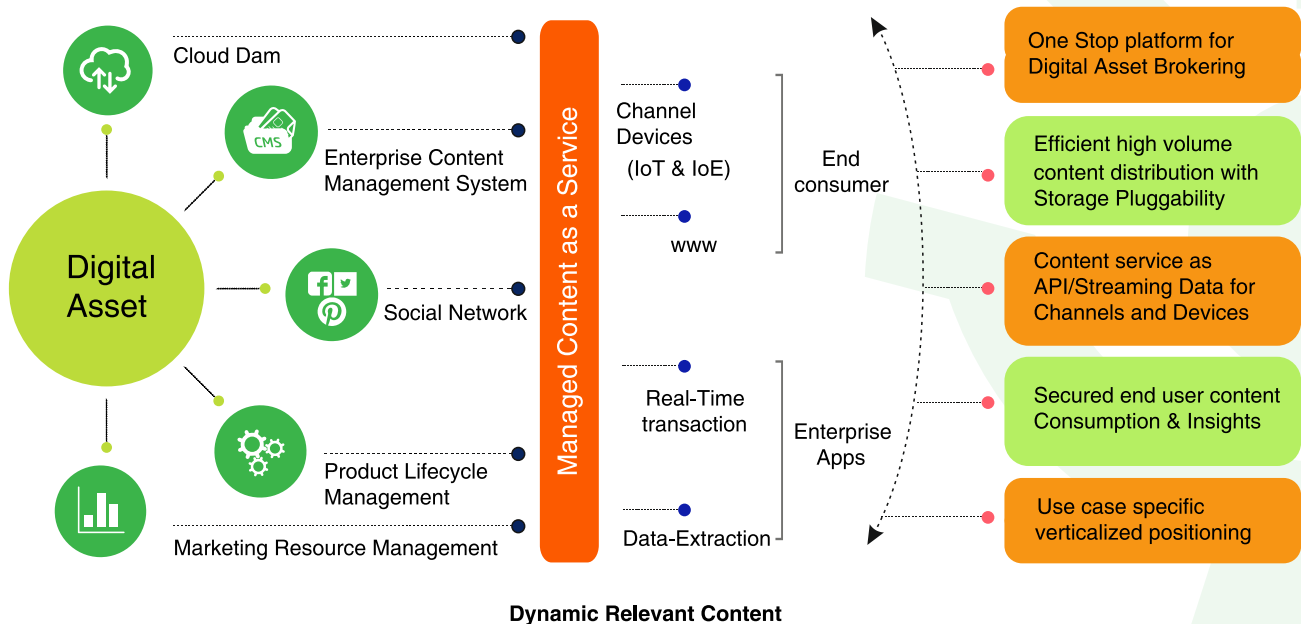 Cloud Dam
CMS
Enterprise Content
Management System
Digital
Asset
Social Network
Product Lifecycle
Management
Marketing Resource Management
Managed Content as a Service
Channel
Devices
(IoT & IoE)
www
End
consumer
Real-Time
transaction
Enterprise
Apps
Data-Extraction
One Stop platform for
Digital Asset Brokering
Efficient high volume
content distribution with
Storage Pluggability
Content service as
API/Streaming Data for
Channels and Devices
Secured end user content
Consumption & Insights
Use case specific
verticalized positioning
Dynamic Relevant Content